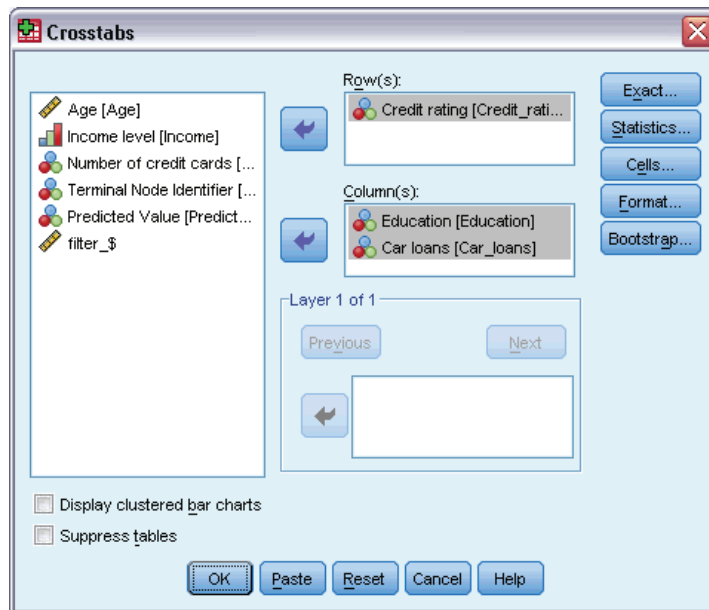 Crosstabs
Age [Age]
Income level [Income]
Number of credit cards [...
Terminal Node Identifier [...
Predicted Value [Predict...
filter_$
Row(s):
Credit rating [Credit_rati...
Column(s):
Education [Education]
Car loans [Car_loans]
Layer 1 of 1
Previous
Next
Exact...
Statistics...
Cells...
Format...
Bootstrap...
Display clustered bar charts
Suppress tables
OK
Paste
Reset
Cancel
Help